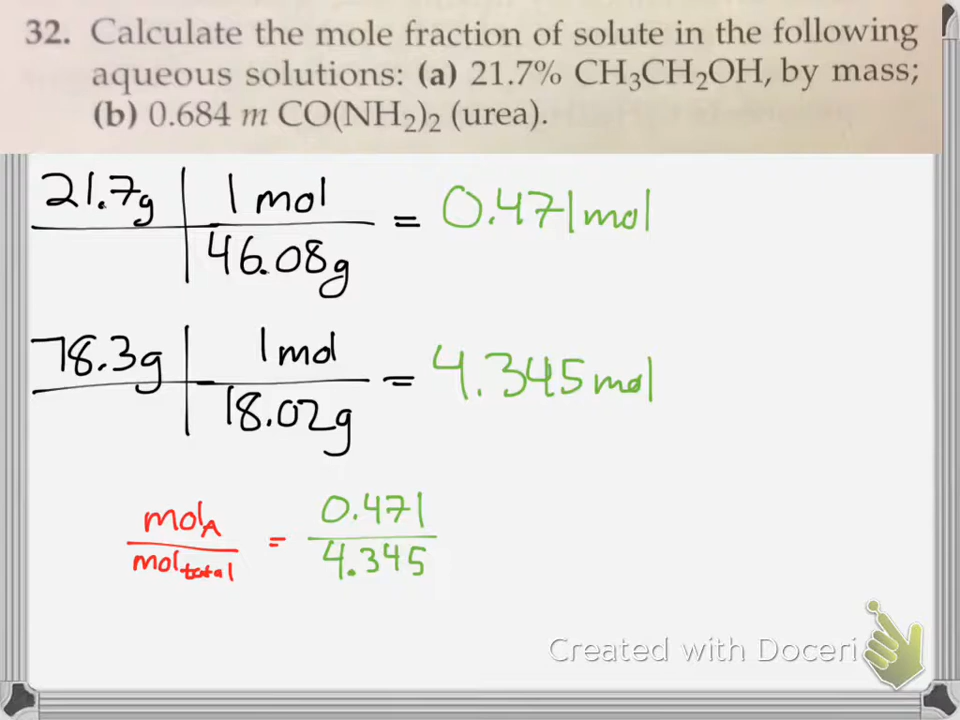 32. Calculate the mole fraction of solute in the following
aqueous solutions: (a) 21.7% CH₃CH₂OH, by mass;
(b) 0.684 m CO(NH₂)₂ (urea).
21.7g | 1 mol = 0.471 mol
46.08g
78.3g | 1 mol = 4.345 mol
18.02g
molA = 0.471
mol total 4.345
Created with Doceri